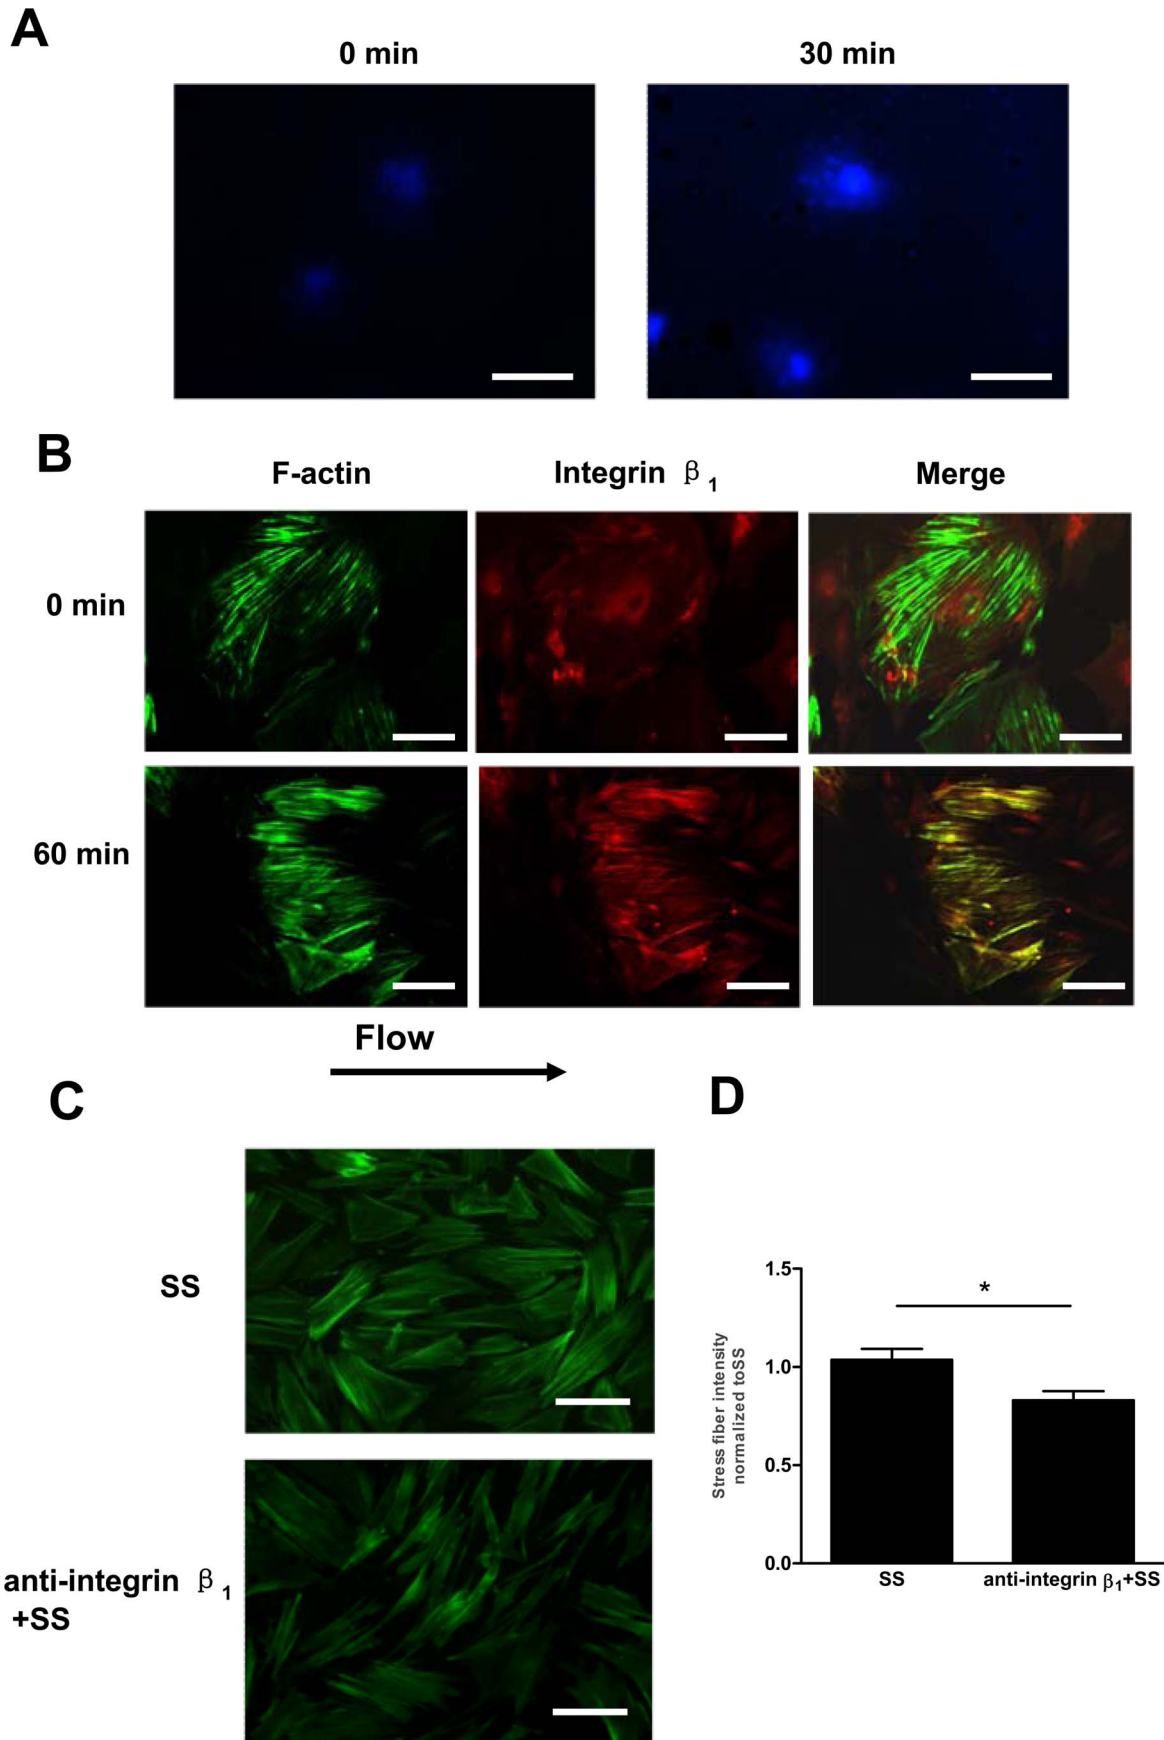 A
0 min 30 min
B
F-actin Integrin β1 Merge
0 min
60 min
Flow
C
D
SS
anti-integrin β1
+SS
Stress fiber intensity
normalized toSS
1.5
1.0
0.5
0.0
*
SS anti-integrin β1+SS